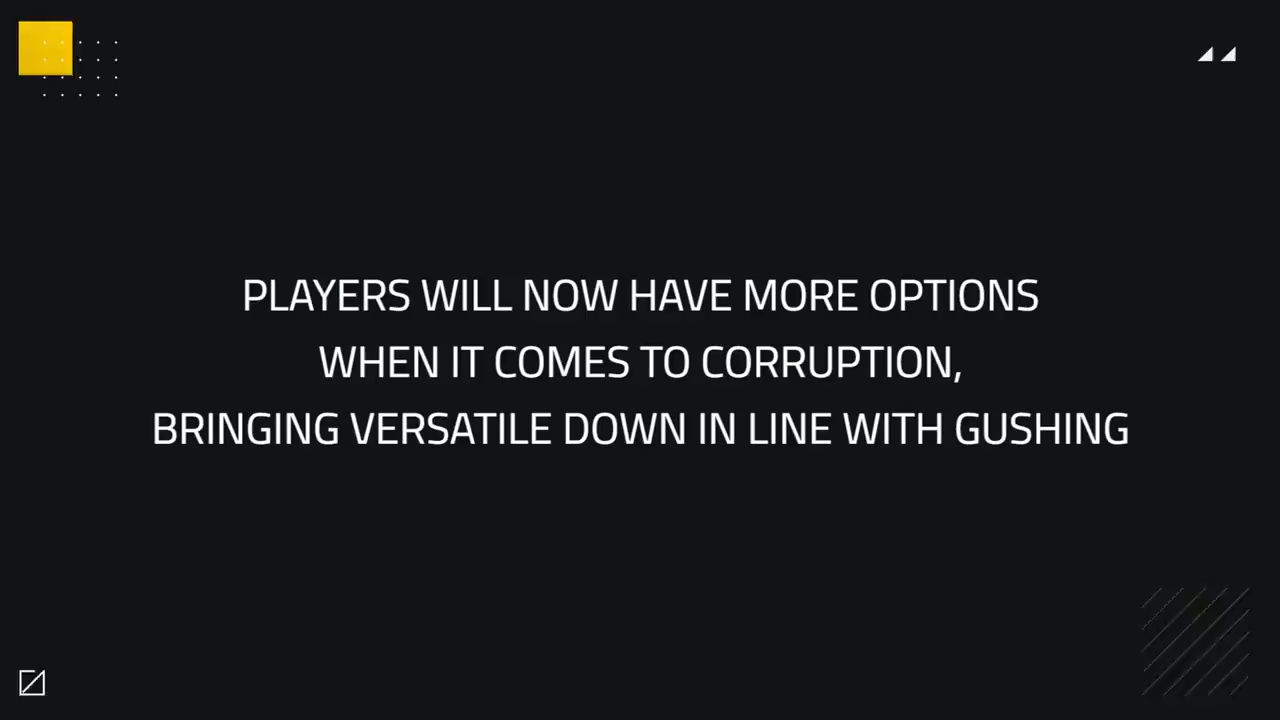 PLAYERS WILL NOW HAVE MORE OPTIONS
WHEN IT COMES TO CORRUPTION,
BRINGING VERSATILE DOWN IN LINE WITH GUSHING